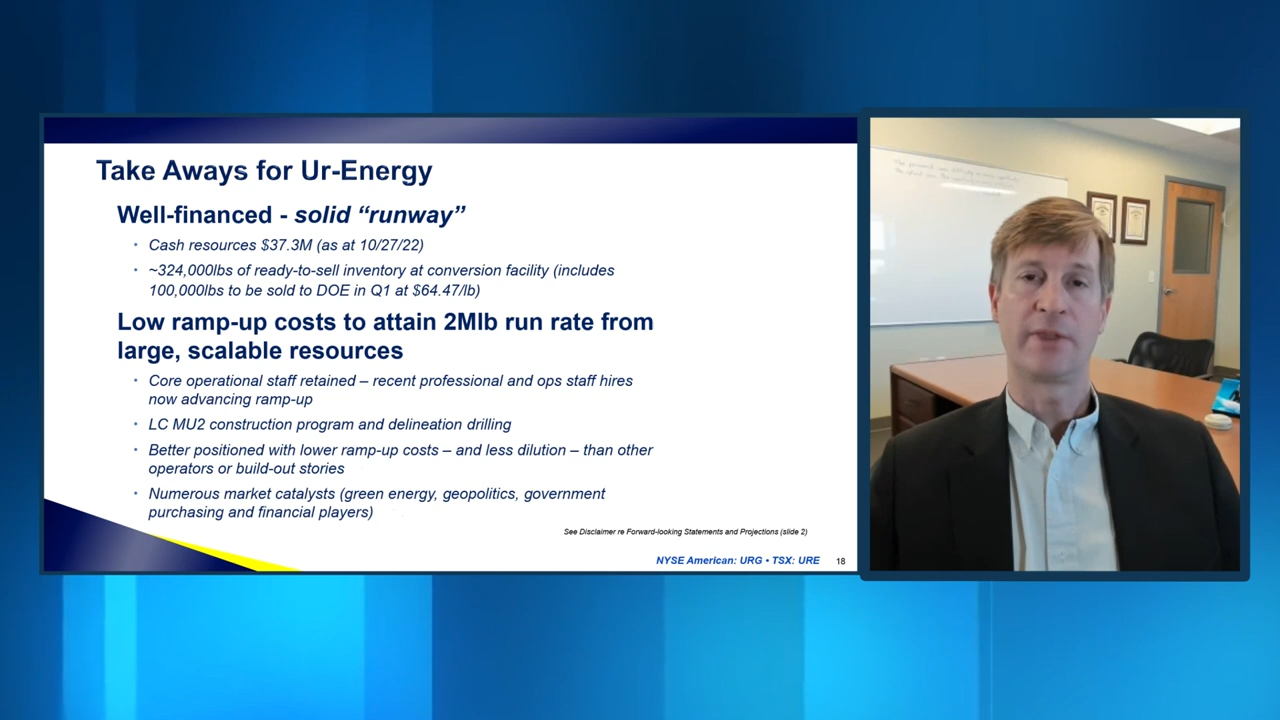 Take Aways for Ur-Energy
Well-financed - solid “runway”
• Cash resources $37.3M (as at 10/27/22)
• ~324,000lbs of ready-to-sell inventory at conversion facility (includes
100,000lbs to be sold to DOE in Q1 at $64.47/lb)
Low ramp-up costs to attain 2Mlb run rate from
large, scalable resources
• Core operational staff retained – recent professional and ops staff hires
now advancing ramp-up
• LC MU2 construction program and delineation drilling
• Better positioned with lower ramp-up costs – and less dilution – than other
operators or build-out stories
• Numerous market catalysts (green energy, geopolitics, government
purchasing and financial players)
See Disclaimer re Forward-looking Statements and Projections (slide 2)
NYSE American: URG • TSX: URE 18